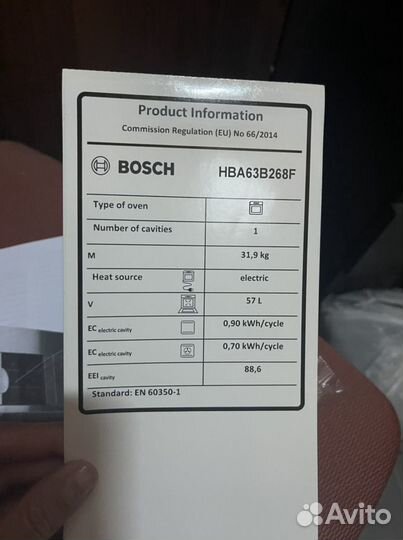 Product Information
Commission Regulation (EU) No 66/2014
BOSCH HBA63B268F
Type of oven
Number of cavities 1
M 31,9 kg
Heat source electric
V 57 L
EC electric cavity 0,90 kWh/cycle
EC electric cavity 0,70 kWh/cycle
EEI cavity 88,6
Standard: EN 60350-1
Avito